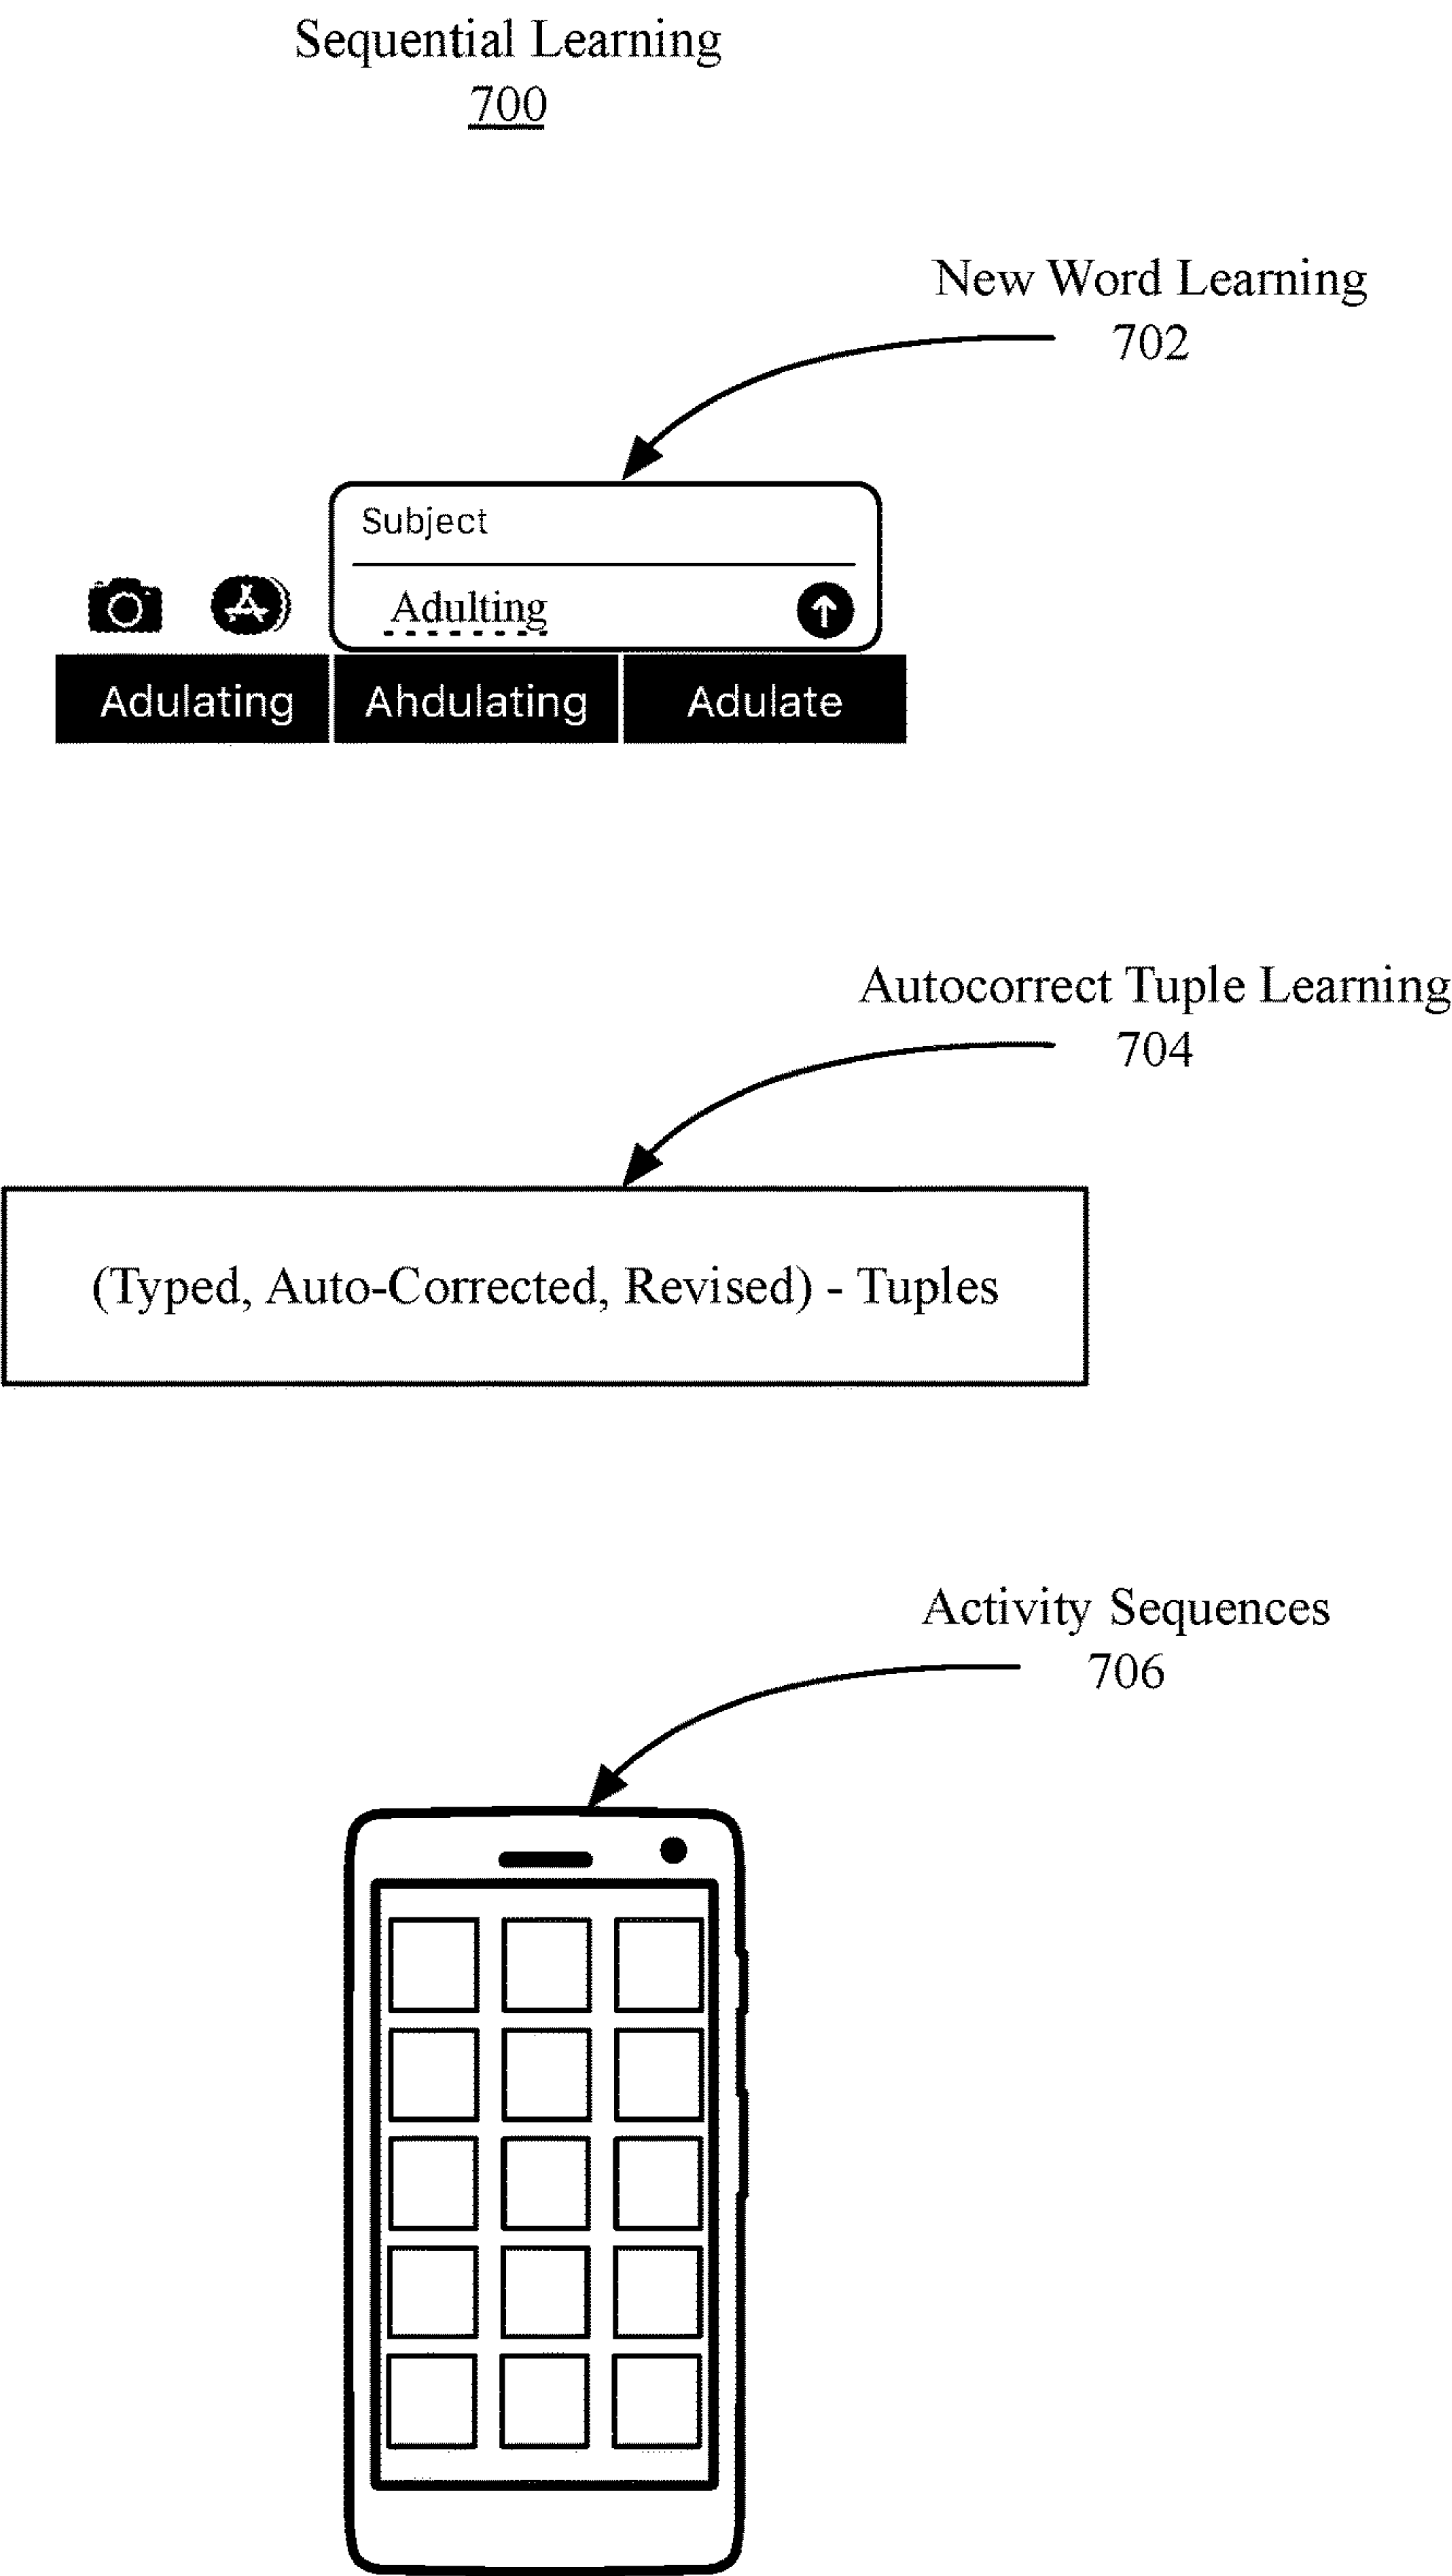 Sequential Learning
700
New Word Learning
702
Subject
Adulting
Adulating Ahdulating Adulate
Autocorrect Tuple Learning
704
(Typed, Auto-Corrected, Revised) - Tuples
Activity Sequences
706